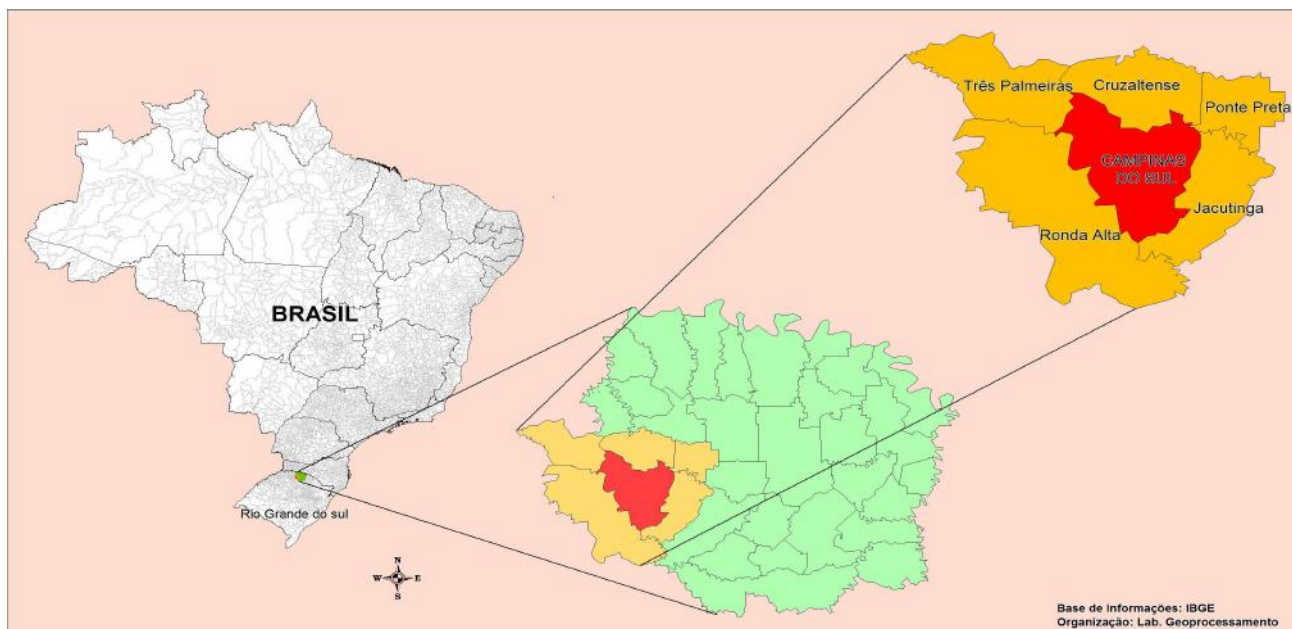 Três Palmeiras
Cruzaltense
Ponte Preta
CAMPINAS
DO SUL
Jacutinga
Ronda Alta
BRASIL
Rio Grande do sul
N
W E
S
Base de Informações: IBGE
Organização: Lab. Geoprocessamento